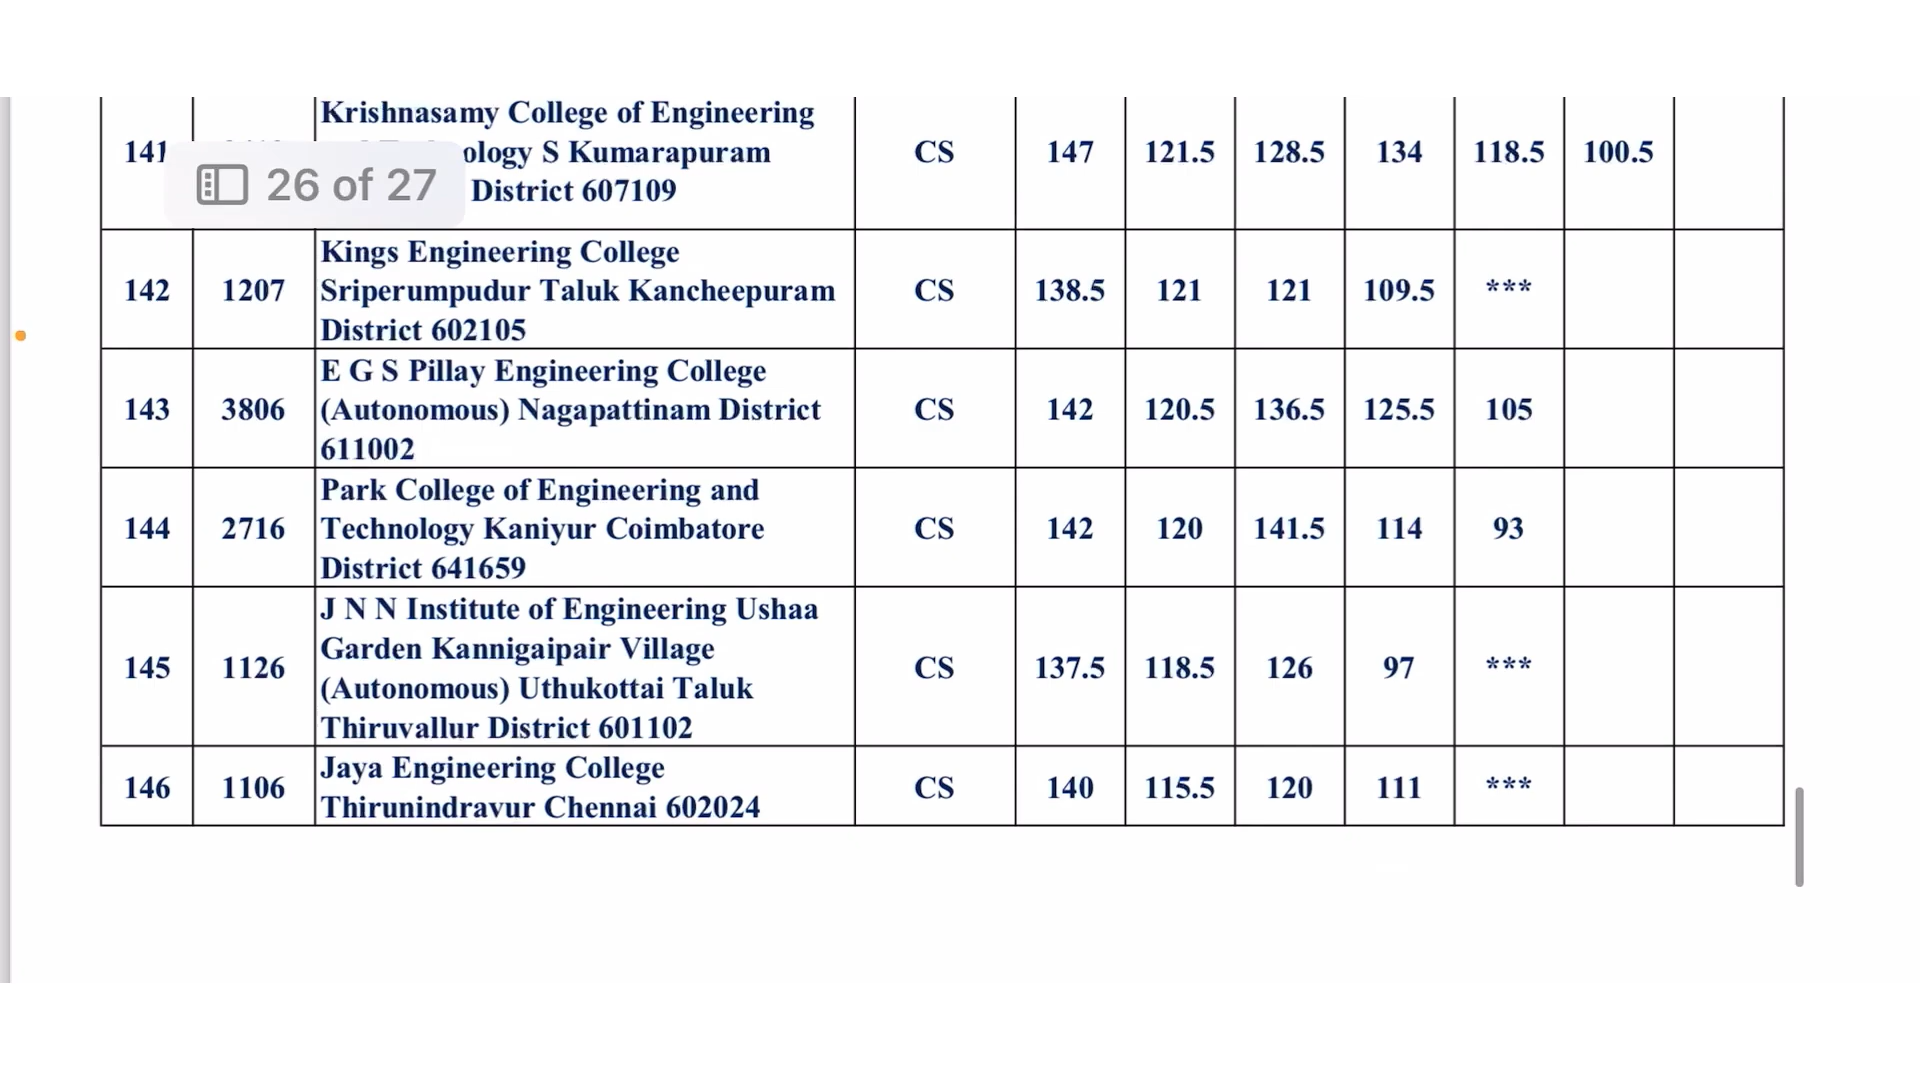 Krishnasamy College of Engineering
141 ology S Kumarapuram CS 147 121.5 128.5 134 118.5 100.5
26 of 27 District 607109
Kings Engineering College
142 1207 Sriperumpudur Taluk Kancheepuram CS 138.5 121 121 109.5 ***
District 602105
E G S Pillay Engineering College
143 3806 (Autonomous) Nagapattinam District CS 142 120.5 136.5 125.5 105
611002
Park College of Engineering and
144 2716 Technology Kaniyur Coimbatore CS 142 120 141.5 114 93
District 641659
J N N Institute of Engineering Ushaa
Garden Kannigaipair Village
145 1126 (Autonomous) Uthukottai Taluk CS 137.5 118.5 126 97 ***
Thiruvallur District 601102
Jaya Engineering College
146 1106 Thirunindravur Chennai 602024 CS 140 115.5 120 111 ***